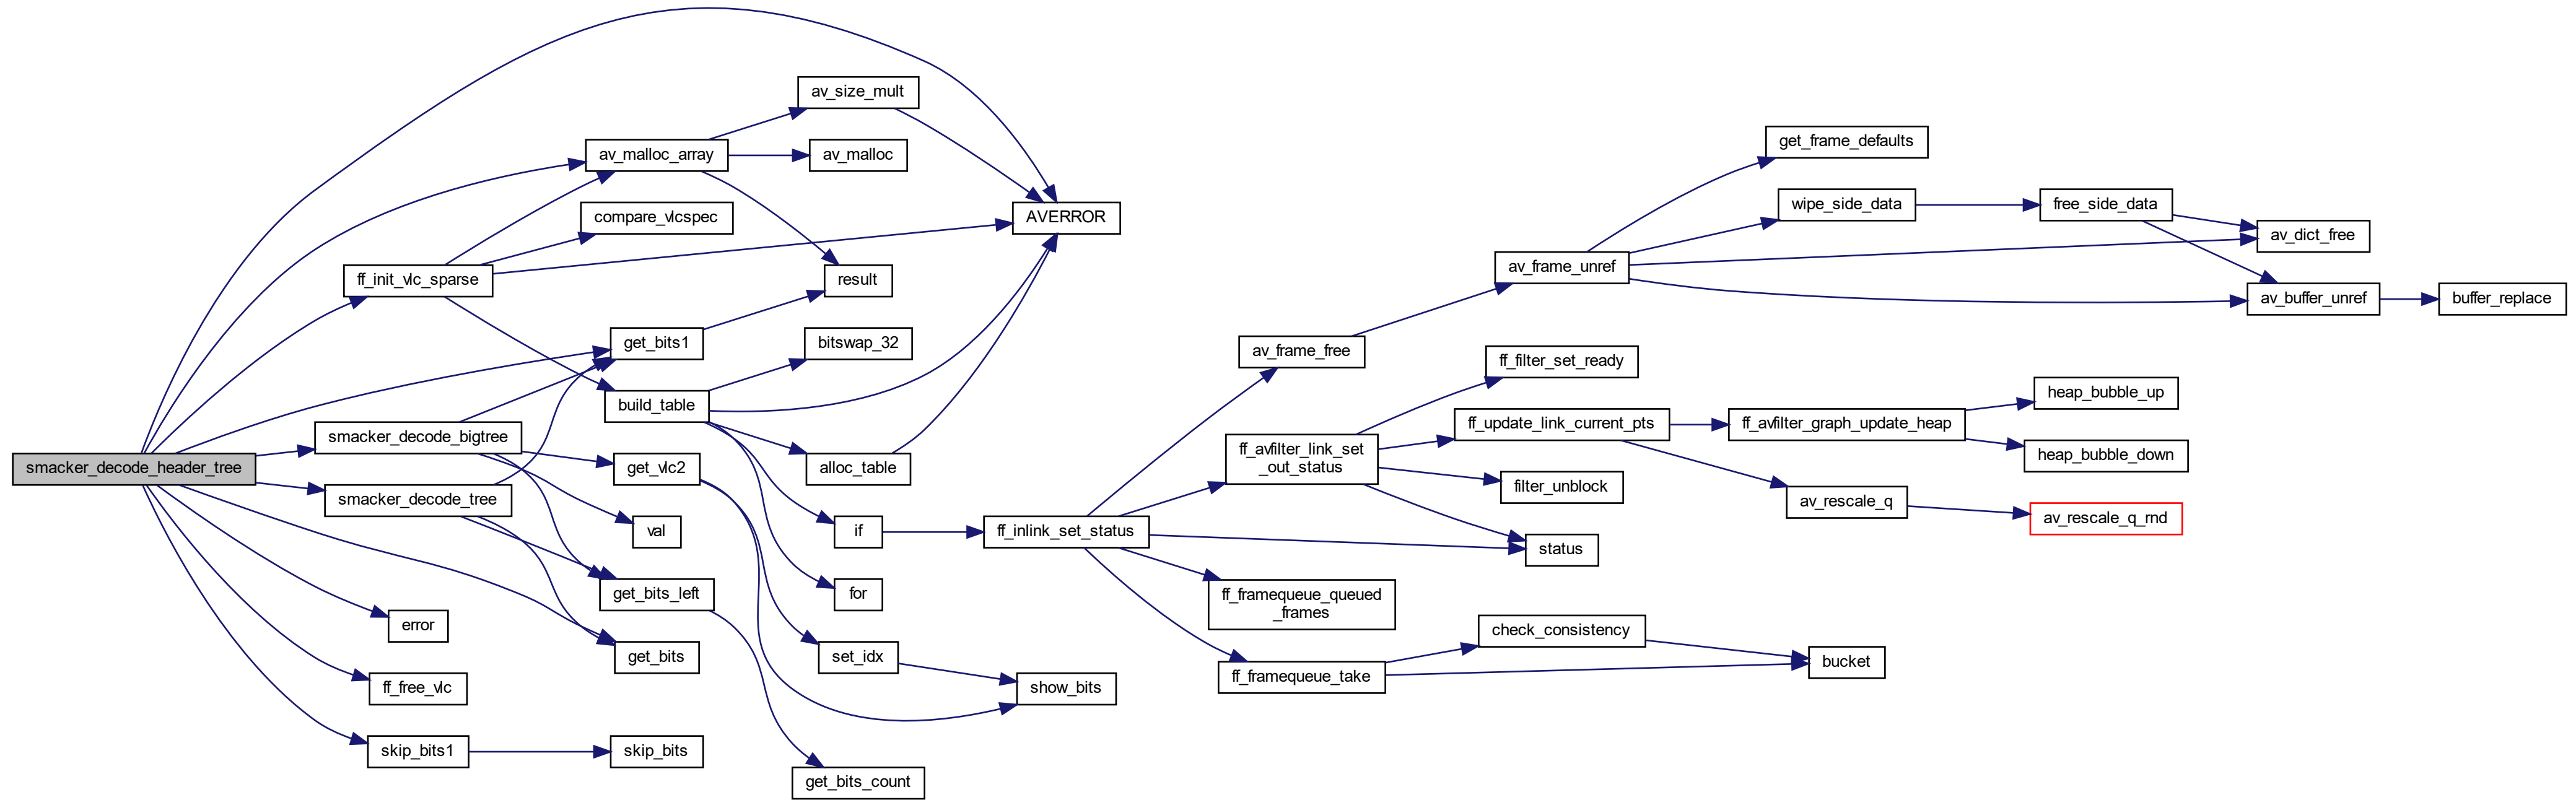 smacker_decode_header_tree
av_size_mult
av_malloc_array
av_malloc
compare_vlcspec
AVERROR
ff_init_vlc_sparse
result
get_bits1
bitswap_32
build_table
smacker_decode_bigtree
get_vlc2
alloc_table
smacker_decode_tree
val
if
for
get_bits_left
error
get_bits
set_idx
ff_free_vlc
show_bits
skip_bits1
skip_bits
get_bits_count
ff_inlink_set_status
av_frame_free
ff_avfilter_link_set
_out_status
ff_framequeue_queued
_frames
ff_framequeue_take
av_frame_unref
ff_filter_set_ready
ff_update_link_current_pts
filter_unblock
status
check_consistency
bucket
get_frame_defaults
wipe_side_data
free_side_data
av_dict_free
av_buffer_unref
buffer_replace
ff_avfilter_graph_update_heap
heap_bubble_up
heap_bubble_down
av_rescale_q
av_rescale_q_rnd